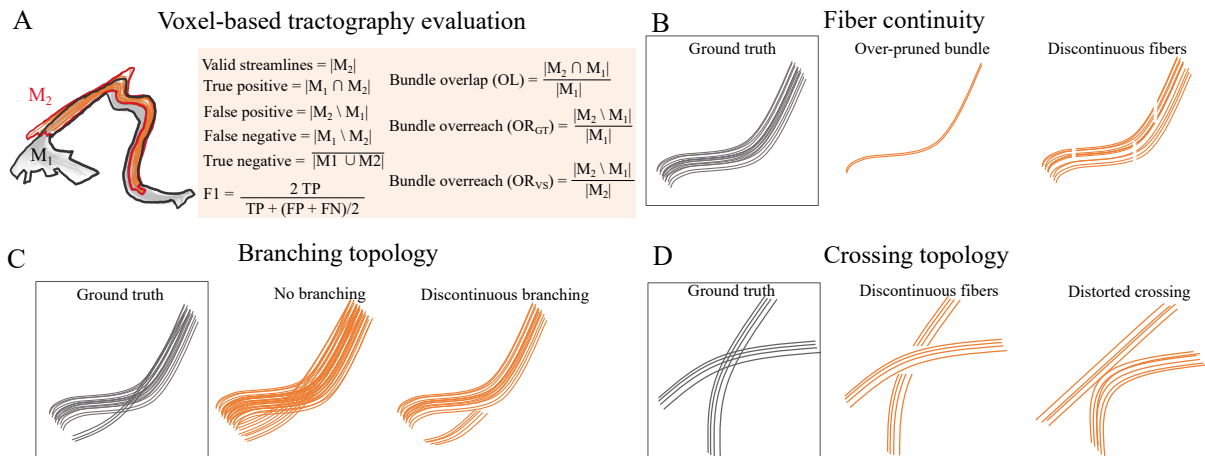 A
Voxel-based tractography evaluation
M₂
M₁
Valid streamlines = |M₂|
True positive = |M₁ ∩ M₂|
False positive = |M₂ \ M₁|
False negative = |M₁ \ M₂|
True negative = |M1 ∪ M2|
F1 = 2 TP / TP + (FP + FN)/2
Bundle overlap (OL) = |M₂ ∩ M₁| / |M₁|
Bundle overreach (OR_GT) = |M₂ \ M₁| / |M₁|
Bundle overreach (OR_VS) = |M₂ \ M₁| / |M₂|
B
Fiber continuity
Ground truth
Over-pruned bundle
Discontinuous fibers
C
Branching topology
Ground truth
No branching
Discontinuous branching
D
Crossing topology
Ground truth
Discontinuous fibers
Distorted crossing